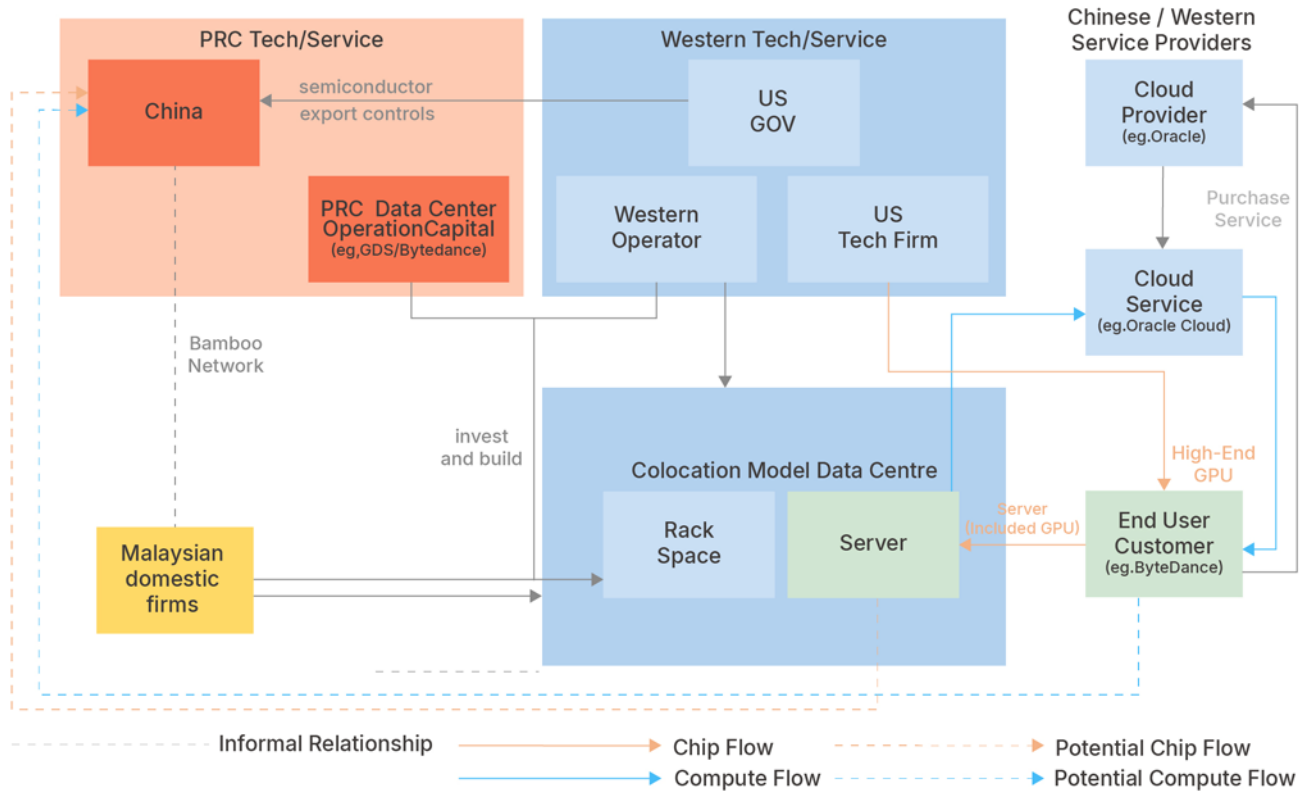 PRC Tech/Service
Western Tech/Service
Chinese / Western
Service Providers
China
semiconductor
export controls
US
GOV
Cloud
Provider
(eg.Oracle)
PRC Data Center
OperationCapital
(eg,GDS/Bytedance)
Western
Operator
US
Tech Firm
Purchase
Service
Cloud
Service
(eg.Oracle Cloud)
Bamboo
Network
invest
and build
Colocation Model Data Centre
High-End
GPU
Rack
Space
Server
Server
(Included GPU)
End User
Customer
(eg.ByteDance)
Malaysian
domestic
firms
Informal Relationship
Chip Flow
Potential Chip Flow
Compute Flow
Potential Compute Flow